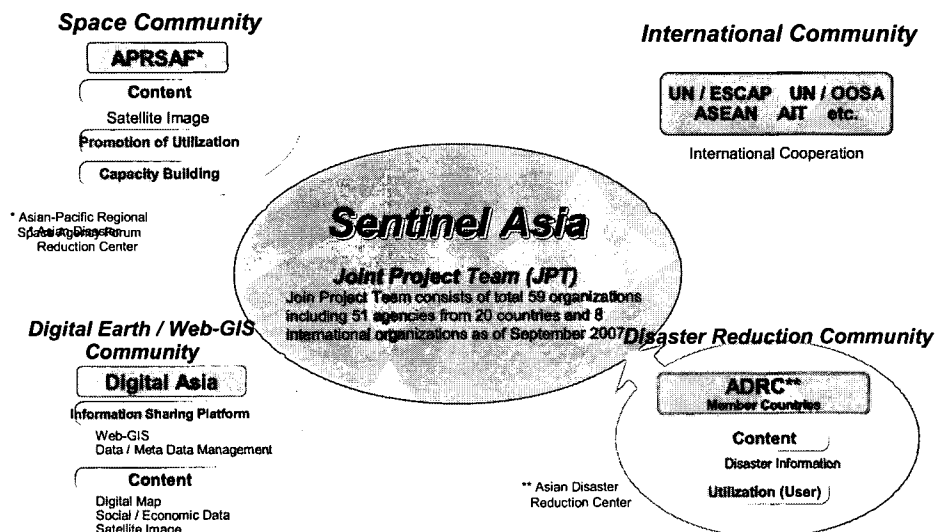 Space Community
APRSAF*
Content
Satellite Image
Promotion of Utilization
Capacity Building
* Asian-Pacific Regional
Space Agency Forum
* Asian Disaster
Reduction Center
International Community
UN / ESCAP UN / OOSA
ASEAN AIT etc.
International Cooperation
Sentinel Asia
Joint Project Team (JPT)
Join Project Team consists of total 59 organizations
including 51 agencies from 20 countries and 8
international organizations as of September 2007
Digital Earth / Web-GIS
Community
Digital Asia
Information Sharing Platform
Web-GIS
Data / Meta Data Management
Content
Digital Map
Social / Economic Data
Satellite Image
Disaster Reduction Community
ADRC**
Member Countries
Content
Disaster Information
Utilization (User)
** Asian Disaster
Reduction Center